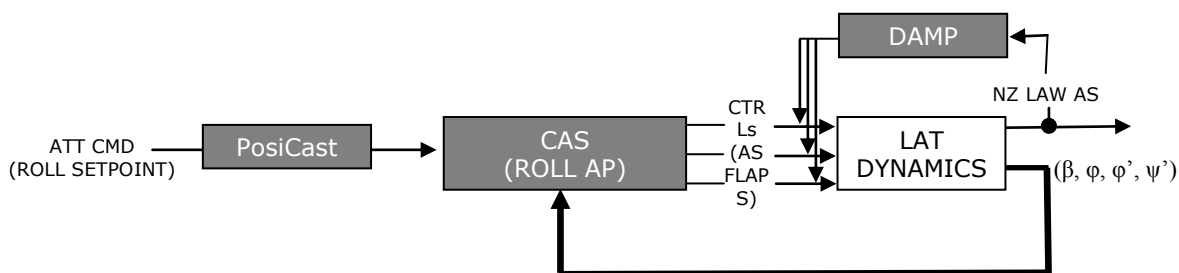 DAMP
NZ LAW AS
CTR
Ls
(AS
FLAP
S)
ATT CMD
(ROLL SETPOINT)
PosiCast
CAS
(ROLL AP)
LAT
DYNAMICS
(β, φ, φ’, ψ’)